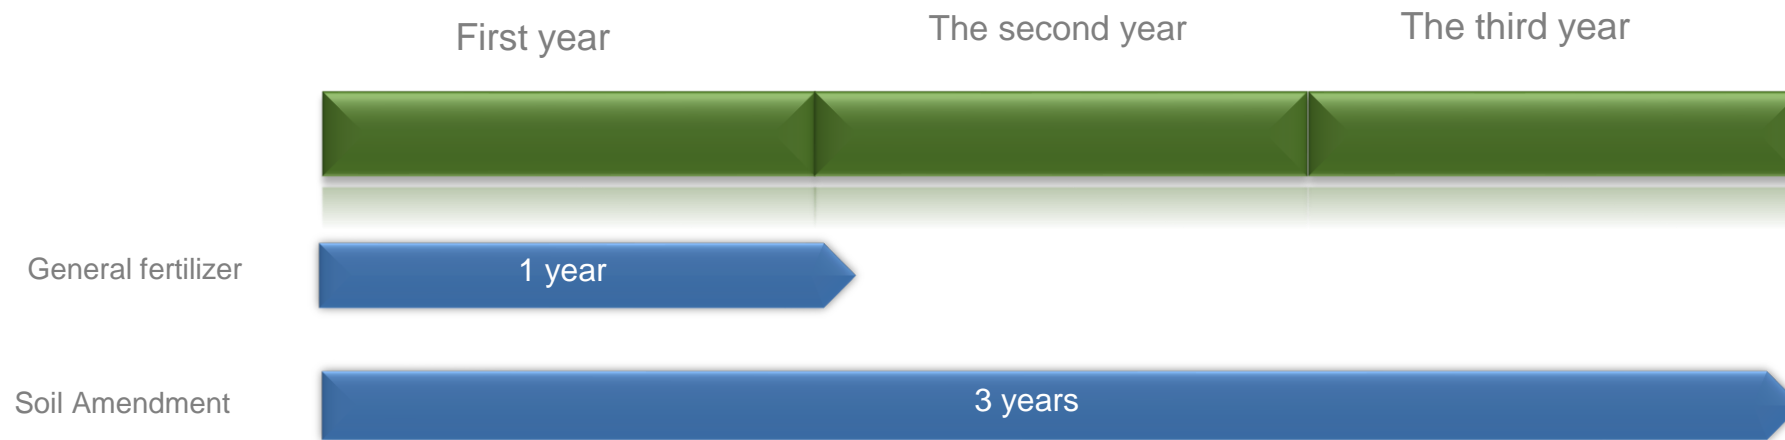 First year
The second year
The third year
General fertilizer
1 year
Soil Amendment
3 years